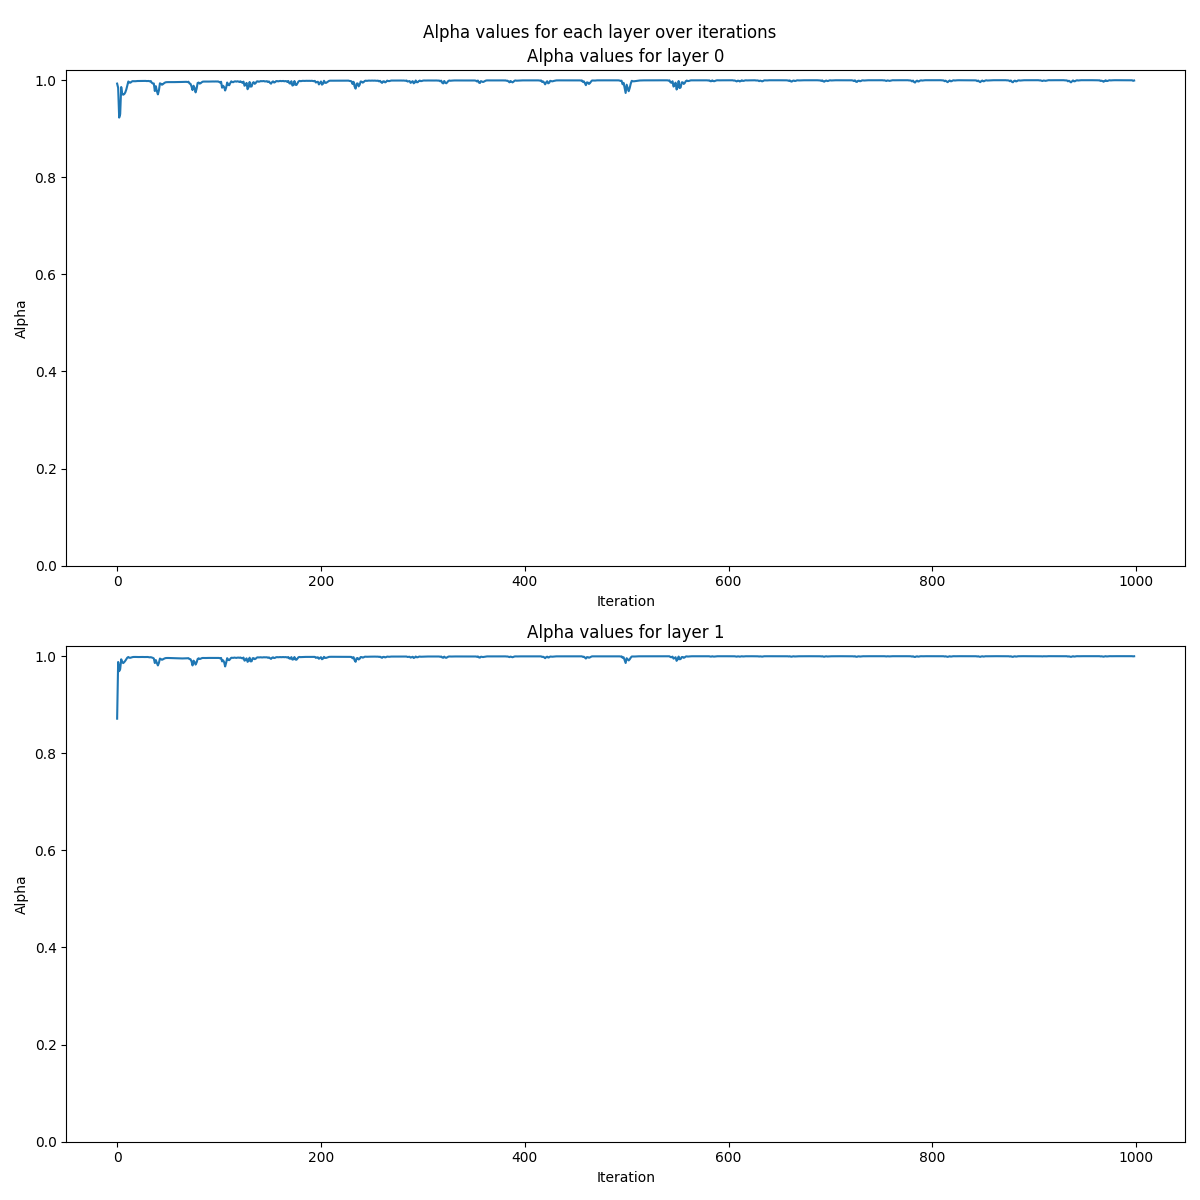 Alpha values for each layer over iterations
Alpha values for layer 0
1.0
0.8
0.6
0.4
0.2
0.0
Alpha
0 200 400 600 800 1000
Iteration
Alpha values for layer 1
1.0
0.8
0.6
0.4
0.2
0.0
Alpha
0 200 400 600 800 1000
Iteration